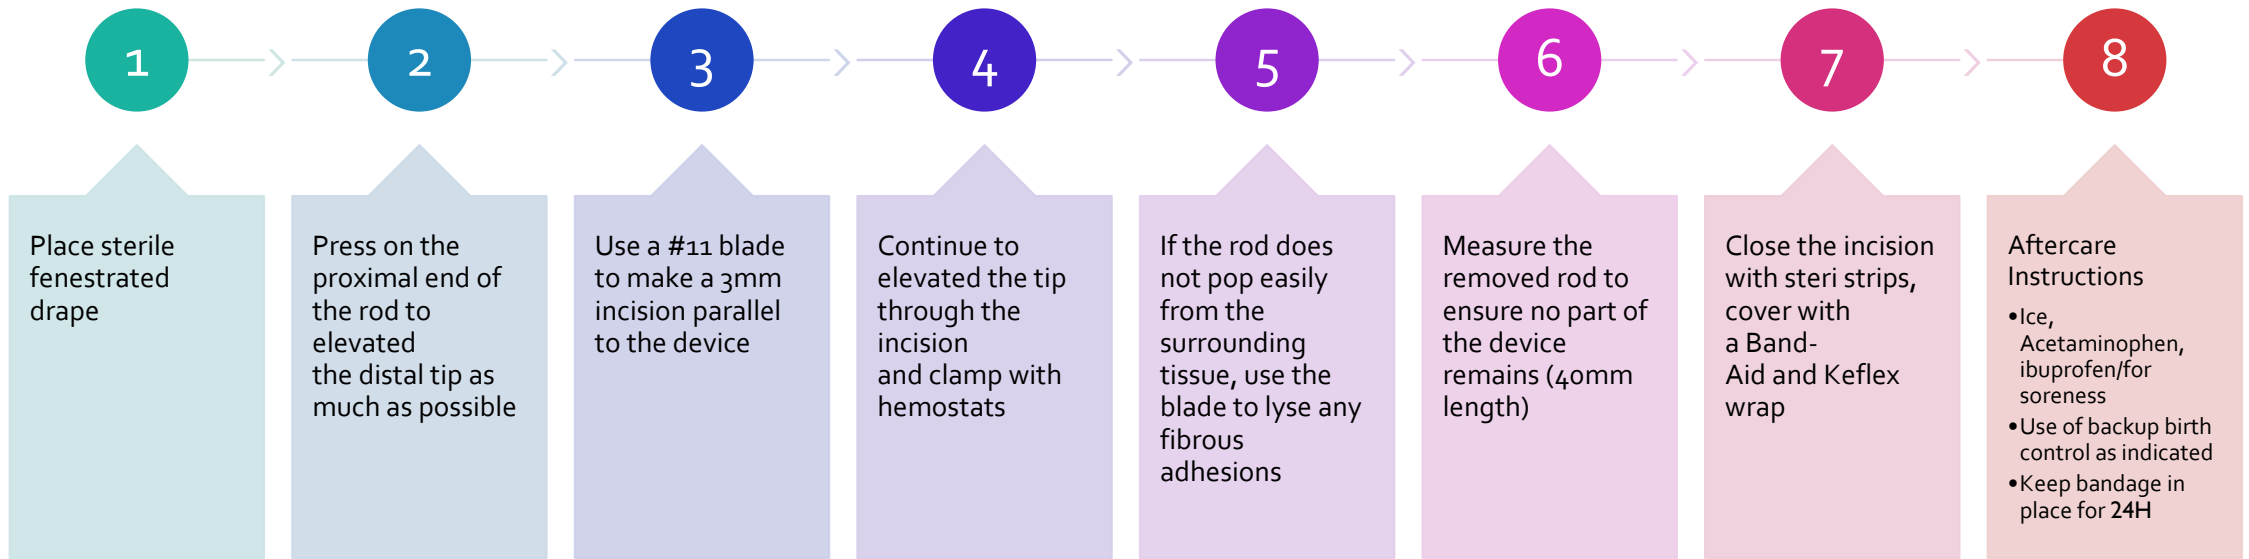 1
2
3
4
5
6
7
8
Place sterile
fenestrated
drape
Press on the
proximal end of
the rod to
elevated
the distal tip as
much as possible
Use a #11 blade
to make a 3mm
incision parallel
to the device
Continue to
elevated the tip
through the
incision
and clamp with
hemostats
If the rod does
not pop easily
from the
surrounding
tissue, use the
blade to lyse any
fibrous
adhesions
Measure the
removed rod to
ensure no part of
the device
remains (40mm
length)
Close the incision
with steri strips,
cover with
a Band-
Aid and Keflex
wrap
Aftercare
Instructions
•Ice,
Acetaminophen,
ibuprofen/for
soreness
•Use of backup birth
control as indicated
•Keep bandage in
place for 24H